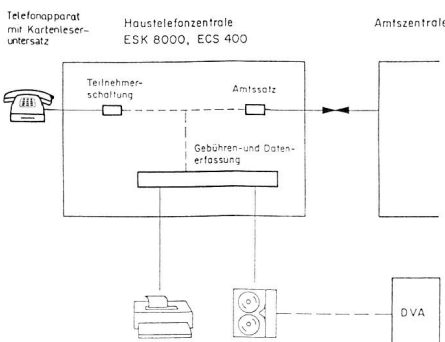 Telefonapparat
mit Kartenleser-
untersatz
Haustelefonzentrale
ESK 8000, ECS 400
Amtszentrale
Teilnehmer-
schaltung
Amtssatz
Gebühren-und Daten-
erfassung
DVA